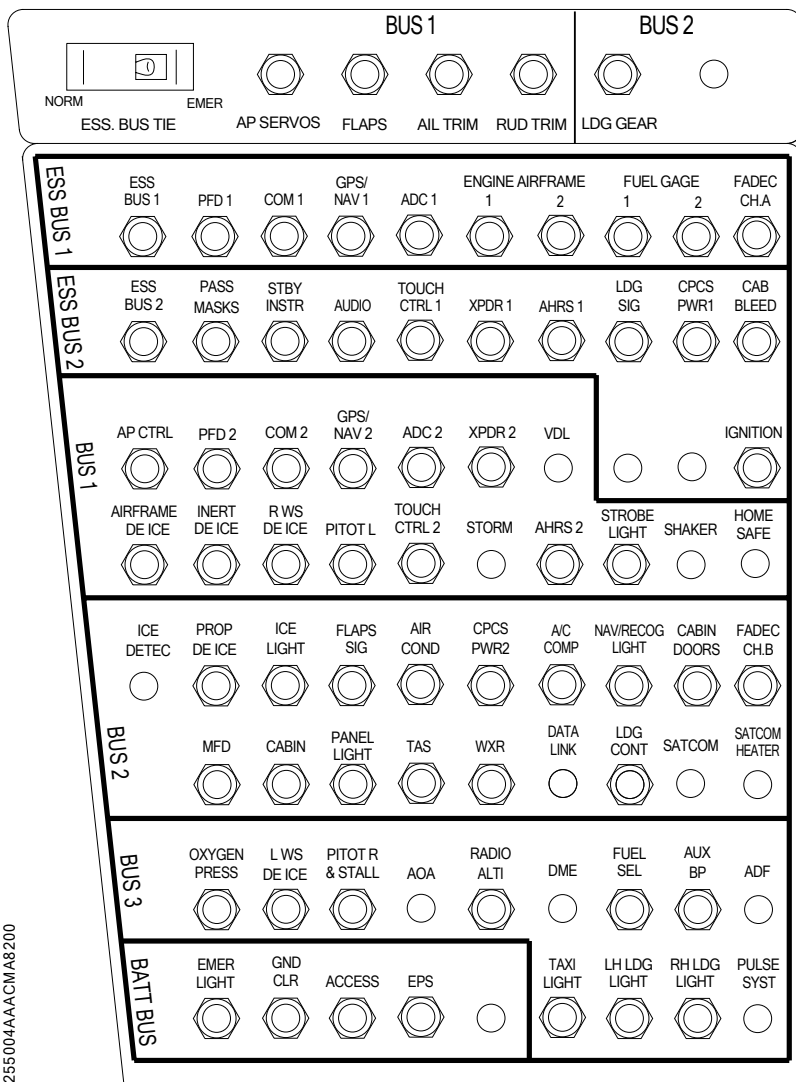 BUS 1 BUS 2
NORM EMER
ESS. BUS TIE AP SERVOS FLAPS AIL TRIM RUD TRIM LDG GEAR
ESS BUS 1
ESS BUS 1 PFD 1 COM 1 GPS/ NAV 1 ADC 1 ENGINE AIRFRAME 1 2 FUEL GAGE 1 2 FADEC CH.A
ESS BUS 2
ESS BUS 2 PASS MASKS STBY INSTR AUDIO TOUCH CTRL 1 XPDR 1 AHRS 1 LDG SIG CPCS PWR1 CAB BLEED
BUS 1
AP CTRL PFD 2 COM 2 GPS/ NAV 2 ADC 2 XPDR 2 VDL IGNITION
AIRFRAME DE ICE INERT DE ICE R WS DE ICE PITOT L TOUCH CTRL 2 STORM AHRS 2 STROBE LIGHT SHAKER HOME SAFE
BUS 2
ICE DETEC PROP DE ICE ICE LIGHT FLAPS SIG AIR COND CPCS PWR2 A/C COMP NAV/RECOG LIGHT CABIN DOORS FADEC CH.B
MFD CABIN PANEL LIGHT TAS WXR DATA LINK LDG CONT SATCOM SATCOM HEATER
BUS 3
OXYGEN PRESS L WS DE ICE PITOT R & STALL AOA RADIO ALTI DME FUEL SEL AUX BP ADF
BATT BUS
EMER LIGHT GND CLR ACCESS EPS TAXI LIGHT LH LDG LIGHT RH LDG LIGHT PULSE SYST
255004AAACMA8200